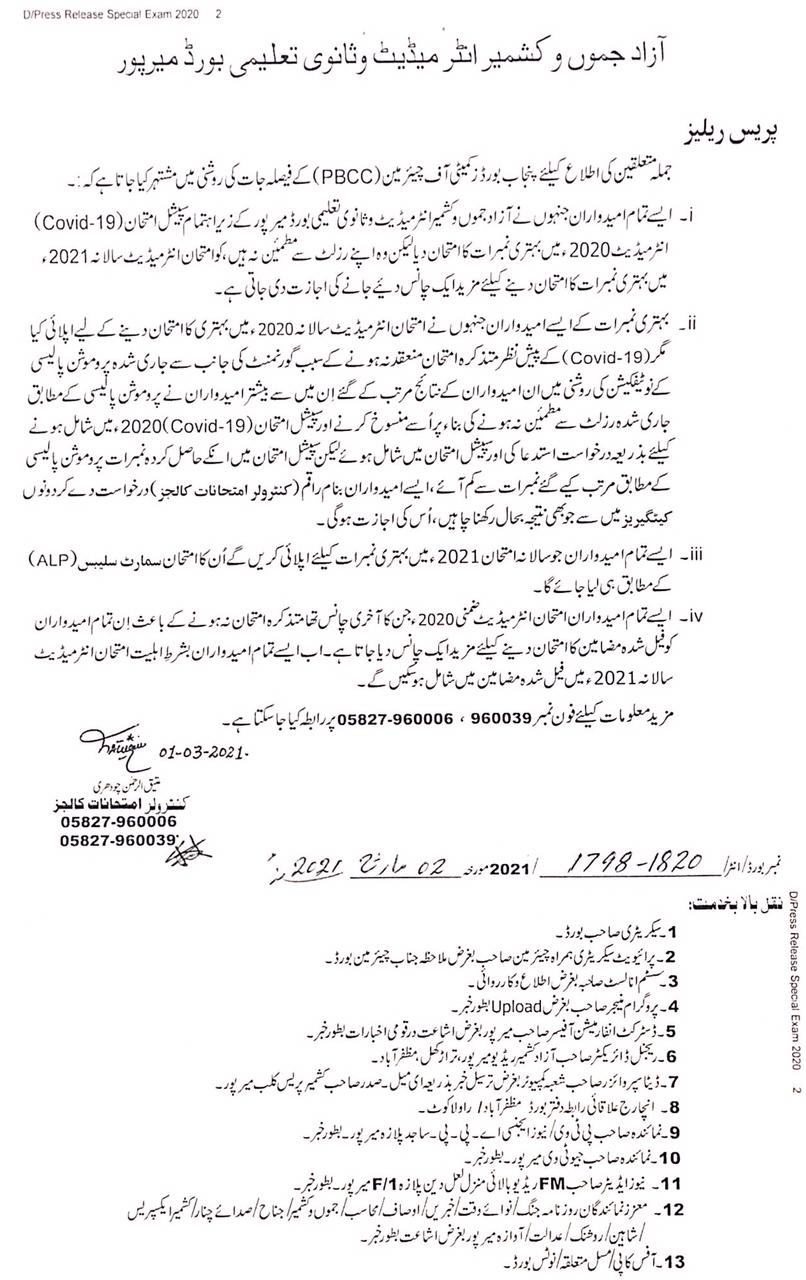 D/Press Release Special Exam 2020 2
آزاد جموں و کشمیر انٹر میڈیٹ و ثانوی تعلیمی بورڈ میرپور
پریس ریلیز
جملہ متعلقین کی اطلاع کیلئے پنجاب بورڈز کمیٹی آف چیئرمین (PBCC) کے فیصلہ جات کی روشنی میں مشتہر کیا جاتا ہے کہ:۔
i۔ ایسے تمام امیدواران جنہوں نے آزاد جموں و کشمیر انٹرمیڈیٹ و ثانوی تعلیمی بورڈ میرپور کے زیر اہتمام سپیشل امتحان (Covid-19)
انٹرمیڈیٹ 2020ء میں بہتری نمبرات کا امتحان دیا لیکن وہ اپنے رزلٹ سے مطمئین نہ ہیں، کو امتحان انٹرمیڈیٹ سالانہ 2021ء
میں بہتری نمبرات کا امتحان دینے کیلئے مزید ایک چانس دیئے جانے کی اجازت دی جاتی ہے۔
ii۔ بہتری نمبرات کے ایسے امیدواران جنہوں نے امتحان انٹرمیڈیٹ سالانہ 2020ء میں بہتری کا امتحان دینے کے لیے اپلائی کیا
مگر (Covid-19) کے پیش نظر متذکرہ امتحان منعقد نہ ہونے کے سبب گورنمنٹ کی جانب سے جاری شدہ پروموشن پالیسی
کے نوٹیفکیشن کی روشنی میں ان امیدواران کے نتائج مرتب کے گئے اِن میں سے بیشتر امیدواران نے پروموشن پالیسی کے مطابق
جاری شدہ رزلٹ سے مطمئین نہ ہونے کی بناء پر اُسے منسوخ کرنے اور سپیشل امتحان (Covid-19) 2020ء میں شامل ہونے
کیلئے بذریعہ درخواست استدعا کی اور سپیشل امتحان میں شامل ہوئے لیکن سپیشل امتحان میں انکے حاصل کردہ نمبرات پروموشن پالیسی
کے مطابق مرتب کیے گئے نمبرات سے کم آئے، ایسے امیدواران بنام راقم (کنٹرولر امتحانات کالجز) درخواست دے کر دونوں
کیٹگیریز میں سے جو بھی نتیجہ بحال رکھنا چاہیں، اُس کی اجازت ہوگی۔
iii۔ ایسے تمام امیدواران جو سالانہ امتحان 2021ء میں بہتری نمبرات کیلئے اپلائی کریں گے اُن کا امتحان سمارٹ سلیبس (ALP)
کے مطابق ہی لیا جائے گا۔
iv۔ ایسے تمام امیدواران امتحان انٹرمیڈیٹ ضمنی 2020ء جن کا آخری چانس تھا متذکرہ امتحان نہ ہونے کے باعث اِن تمام امیدواران
کو فیل شدہ مضامین کا امتحان دینے کیلئے مزید ایک چانس دیا جاتا ہے۔ اب ایسے تمام امیدواران بشرطِ اہلیت امتحان انٹرمیڈیٹ
سالانہ 2021ء میں فیل شدہ مضامین میں شامل ہو سکیں گے۔
مزید معلومات کیلئے فون نمبر 05827-960006 ، 960039 پر رابطہ کیا جا سکتا ہے۔
01-03-2021.
عتیق الرحمٰن چودھری
کنٹرولر امتحانات کالجز
05827-960006
05827-960039
نمبر بورڈ/انٹر/ 1798-1820 /2021 مورخہ 02 مارچ 2021ء
نقل بالا بخدمت:
1۔ سیکریٹری صاحب بورڈ۔
2۔ پرائیویٹ سیکریٹری ہمراہ چیئرمین صاحب بغرض ملاحظہ جناب چیئرمین بورڈ۔
3۔ سسٹم انالسٹ صاحبہ بغرض اطلاع و کارروائی۔
4۔ پروگرام منیجر صاحب بغرض Upload بطور خبر۔
5۔ ڈسٹرکٹ انفارمیشن آفیسر صاحب میرپور بغرض اشاعت در قومی اخبارات بطور خبر۔
6۔ ریجنل ڈائریکٹر صاحب آزاد کشمیر ریڈیو میرپور، تراڑکھل، مظفرآباد۔
7۔ ڈیٹا سپروائزر صاحب شعبہ کمپیوٹر بغرض ترسیل خبر بذریعہ ای میل۔ صدر صاحب کشمیر پریس کلب میرپور۔
8۔ انچارج علاقائی رابطہ دفتر بورڈ مظفرآباد/ راولاکوٹ۔
9۔ نمائندہ صاحب پی ٹی وی/ نیوز ایجنسی اے۔ پی۔ پی۔ ساجد پلازہ میرپور۔ بطور خبر۔
10۔ نمائندہ صاحب جیو ٹی وی میرپور۔ بطور خبر۔
11۔ نیوز ایڈیٹر صاحب FM ریڈیو بالائی منزل لعل دین پلازہ F/1 میرپور۔ بطور خبر۔
12۔ معزز نمائندگان روزنامہ جنگ/ نوائے وقت/ خبریں/ اوصاف/ محاسب/ جموں و کشمیر/ جناح/ صدائے چنار/ کشمیر ایکسپریس
/شاہین/ روشنک/ عدالت/ آوازہ میرپور بغرض اشاعت بطور خبر۔
13۔ آفس کاپی/ مسل متعلقہ/ نوٹس بورڈ۔
D/Press Release Special Exam 2020 2